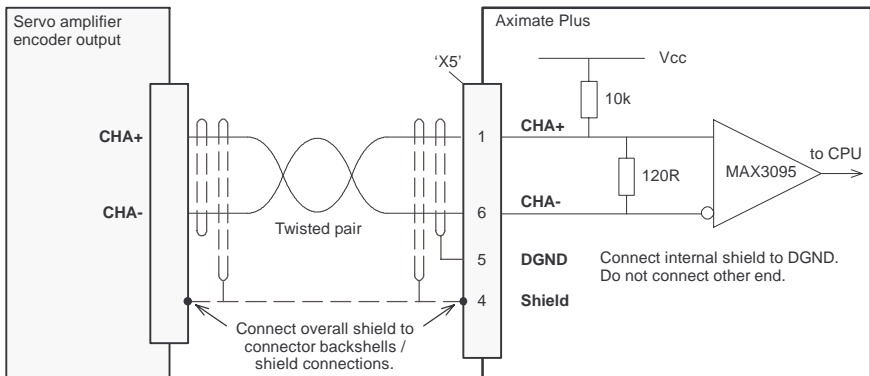 Servo amplifier
encoder output
Aximate Plus
‘X5’
Vcc
10k
CHA+
1
CHA+
120R
MAX3095
to CPU
CHA-
6
CHA-
Twisted pair
5
DGND
Connect internal shield to DGND.
Do not connect other end.
4
Shield
Connect overall shield to
connector backshells /
shield connections.